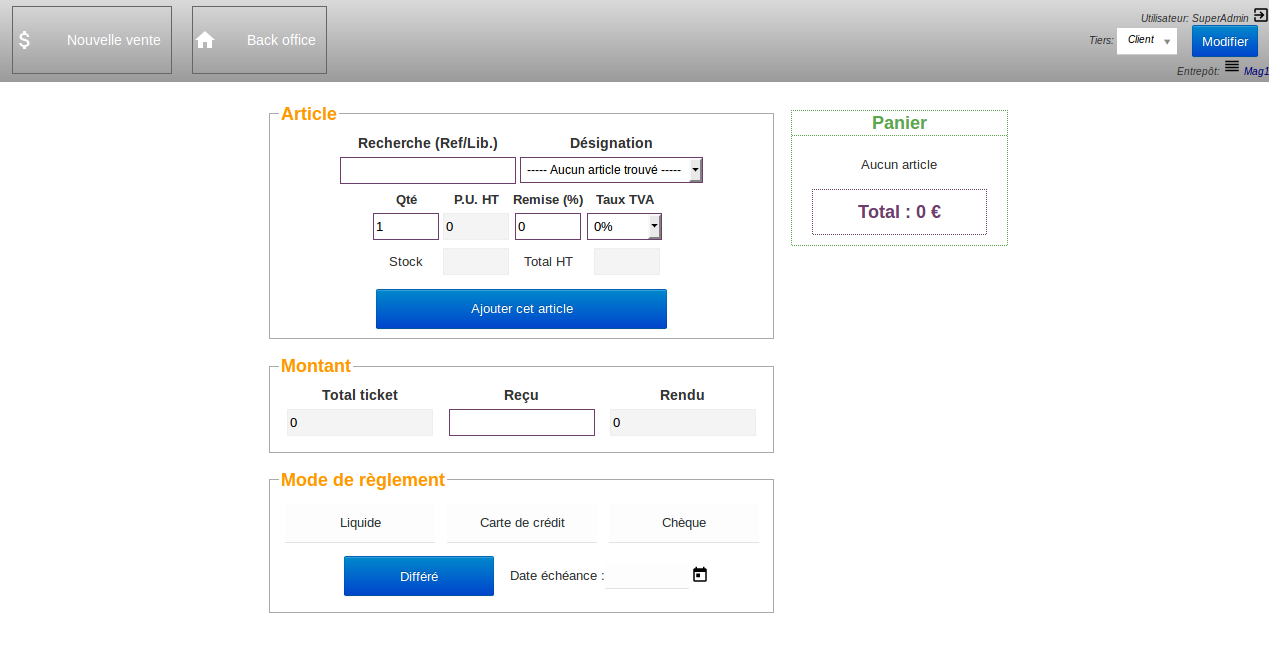 Nouvelle vente
Back office
Utilisateur: SuperAdmin
Tiers: Client
Modifier
Entrepôt: Mag1
Article
Recherche (Ref/Lib.) Désignation
----- Aucun article trouvé -----
Qté P.U. HT Remise (%) Taux TVA
1 0 0 0%
Stock Total HT
Ajouter cet article
Panier
Aucun article
Total : 0 €
Montant
Total ticket Reçu Rendu
0 0
Mode de règlement
Liquide Carte de crédit Chèque
Différé Date échéance :